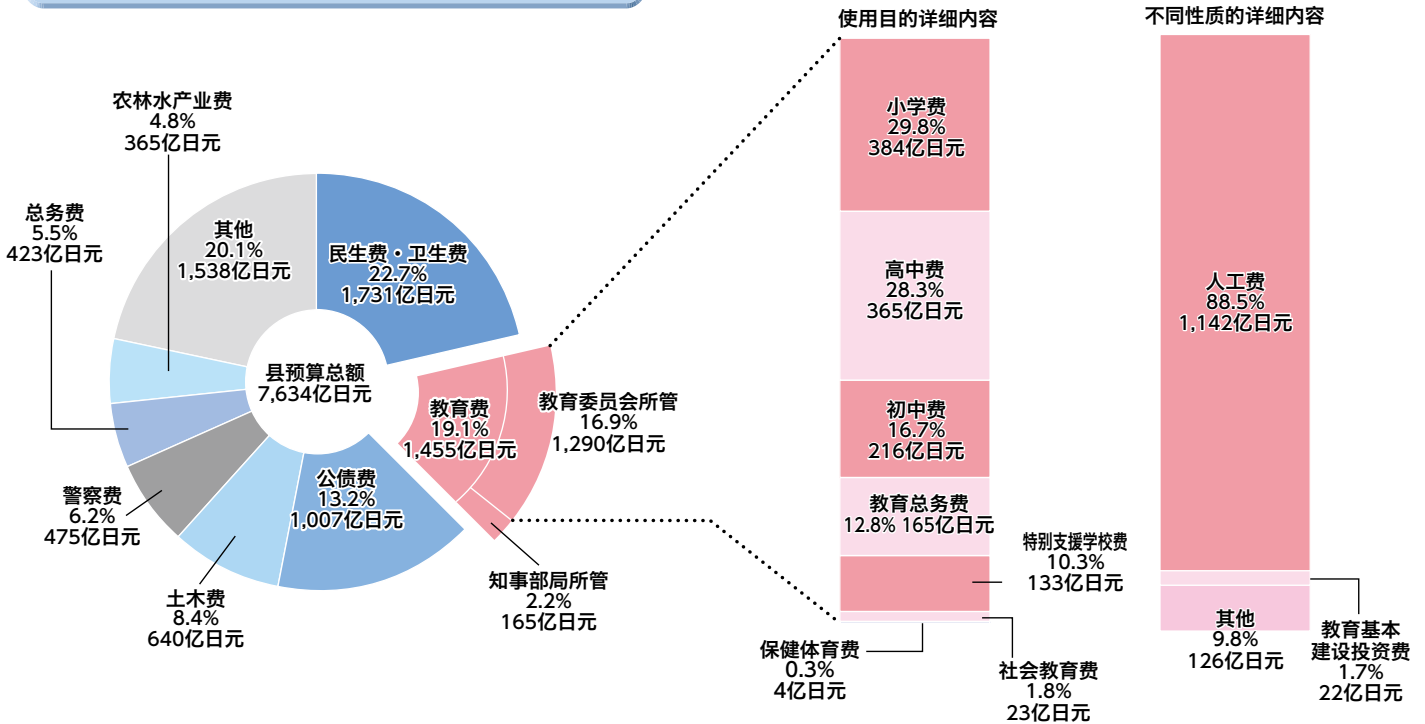 使用目的详细内容
不同性质的详细内容
农林水产业费
4.8%
365亿日元
总务费
5.5%
423亿日元
其他
20.1%
1,538亿日元
民生费・卫生费
22.7%
1,731亿日元
县预算总额
7,634亿日元
教育费
19.1%
1,455亿日元
教育委员会所管
16.9%
1,290亿日元
公债费
13.2%
1,007亿日元
警察费
6.2%
475亿日元
土木费
8.4%
640亿日元
知事部局所管
2.2%
165亿日元
小学费
29.8%
384亿日元
高中费
28.3%
365亿日元
初中费
16.7%
216亿日元
教育总务费
12.8% 165亿日元
特别支援学校费
10.3%
133亿日元
保健体育费
0.3%
4亿日元
社会教育费
1.8%
23亿日元
人工费
88.5%
1,142亿日元
其他
9.8%
126亿日元
教育基本
建设投资费
1.7%
22亿日元